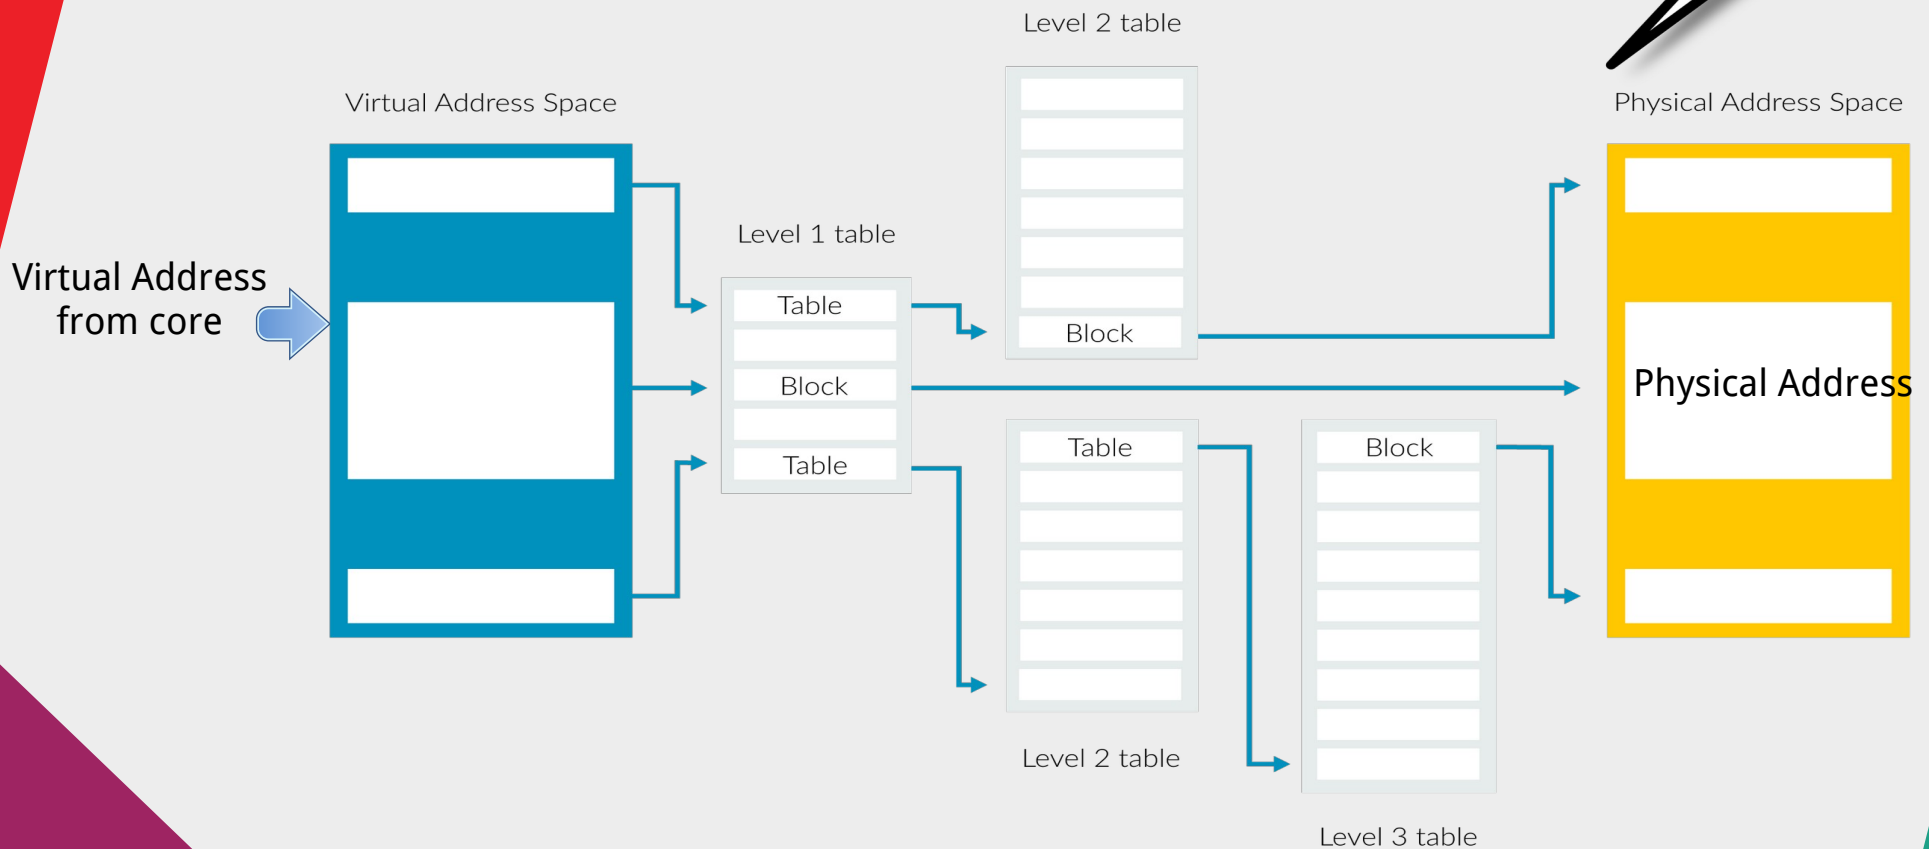 Level 2 table
Virtual Address Space
Physical Address Space
Level 1 table
Virtual Address
from core
Table
Block
Table
Block
Physical Address
Table
Block
Level 2 table
Level 3 table